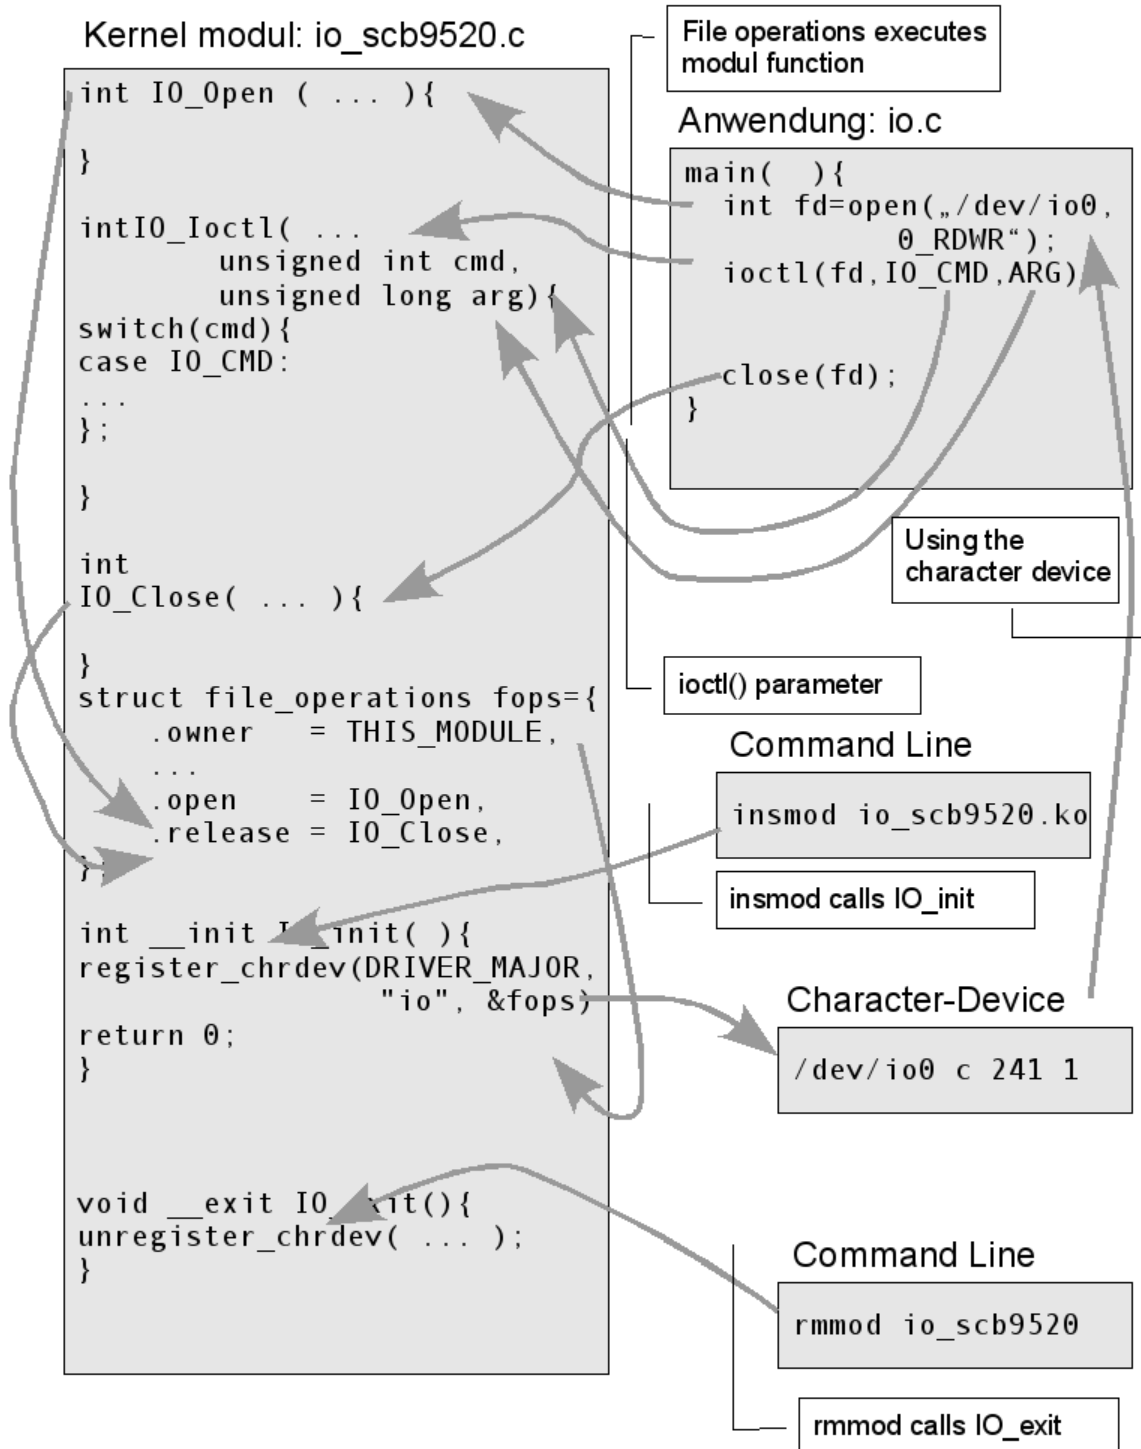 Kernel modul: io_scb9520.c
int IO_Open ( ... ){
}
intIO_Ioctl( ...
unsigned int cmd,
unsigned long arg){
switch(cmd){
case IO_CMD:
...
};
}
int
IO_Close( ... ){
}
struct file_operations fops={
.owner = THIS_MODULE,
...
.open = IO_Open,
.release = IO_Close,
};
int __init I_init( ){
register_chrdev(DRIVER_MAJOR,
"io", &fops)
return 0;
}
void __exit IO_xit(){
unregister_chrdev( ... );
}
File operations executes
modul function
Anwendung: io.c
main( ){
int fd=open(„/dev/io0,
0_RDWR“);
ioctl(fd,IO_CMD,ARG)
close(fd);
}
Using the
character device
ioctl() parameter
Command Line
insmod io_scb9520.ko
insmod calls IO_init
Character-Device
/dev/io0 c 241 1
Command Line
rmmod io_scb9520
rmmod calls IO_exit